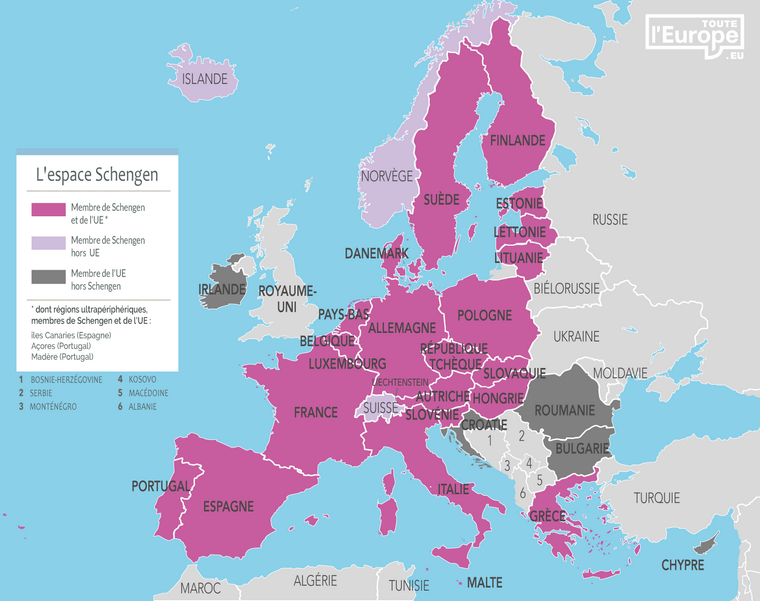 TOUTE
l'Europe
.EU
ISLANDE
L'espace Schengen
Membre de Schengen
et de l'UE *
Membre de Schengen
hors UE
Membre de l'UE
hors Schengen
* dont régions ultrapériphériques,
membres de Schengen et de l'UE :
îles Canaries (Espagne)
Açores (Portugal)
Madère (Portugal)
1 BOSNIE-HERZÉGOVINE
2 SERBIE
3 MONTÉNÉGRO
4 KOSOVO
5 MACÉDOINE
6 ALBANIE
FINLANDE
NORVÈGE
SUÈDE
ESTONIE
RUSSIE
LETTONIE
DANEMARK
LITUANIE
IRLANDE
ROYAUME-
UNI
BIÉLORUSSIE
PAYS-BAS
ALLEMAGNE
POLOGNE
UKRAINE
BELGIQUE
RÉPUBLIQUE
TCHÈQUE
LUXEMBOURG
SLOVAQUIE
MOLDAVIE
LIECHTENSTEIN
AUTRICHE
HONGRIE
SUISSE
FRANCE
SLOVÉNIE
ROUMANIE
CROATIE
1
2
BULGARIE
3
4
5
6
PORTUGAL
ESPAGNE
ITALIE
TURQUIE
GRÈCE
CHYPRE
MALTE
MAROC
ALGÉRIE
TUNISIE